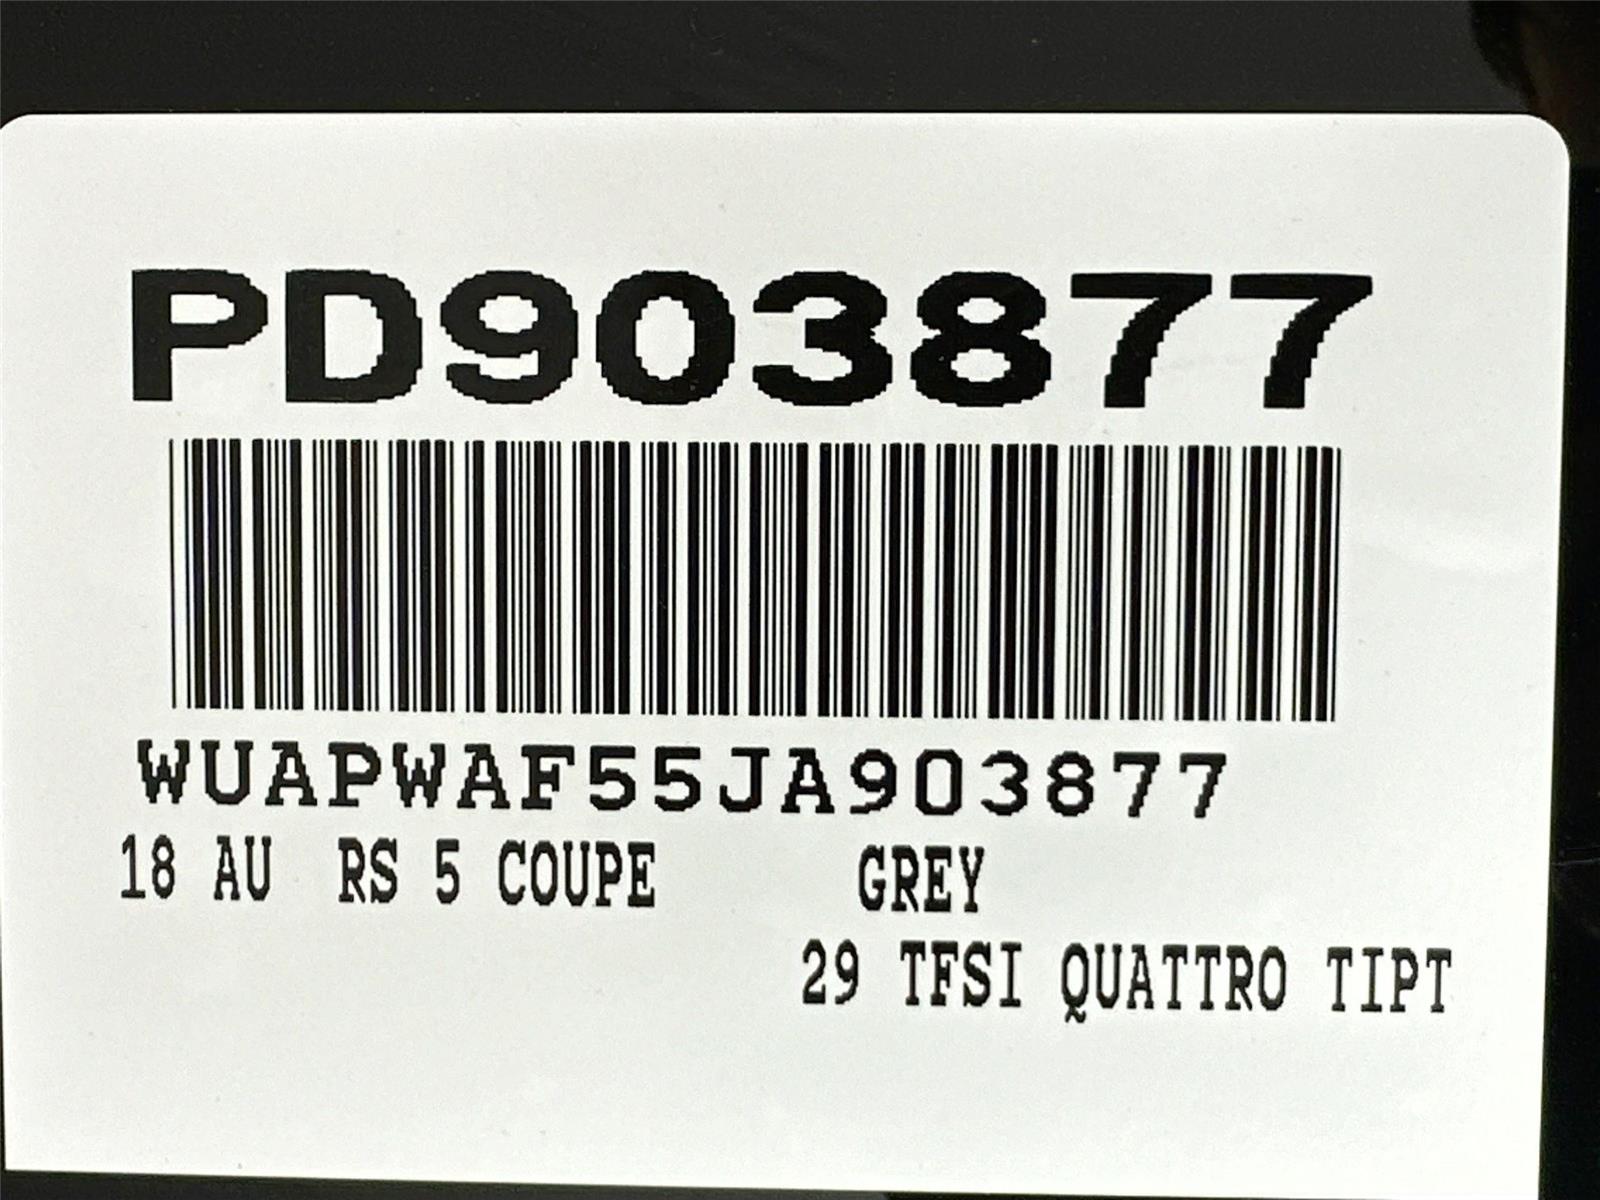 PD903877
WUAPWAF55JA903877
18 AU RS 5 COUPE GREY
29 TFSI QUATTRO TIPT